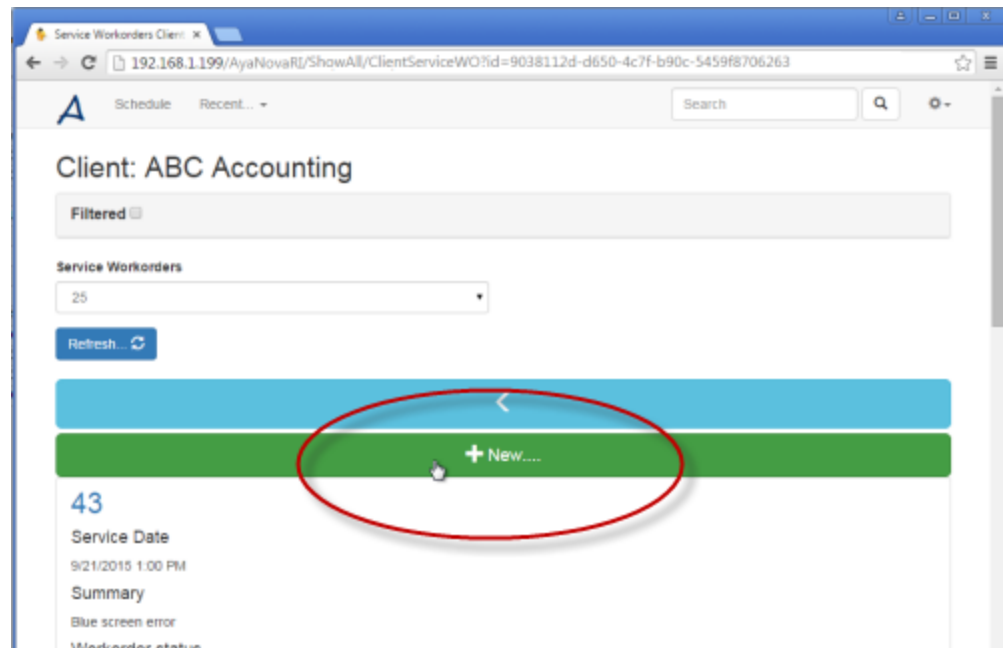 Service Workorders Client
192.168.1.199/AyaNovaRI/ShowAll/ClientServiceWO?id=9038112d-d650-4c7f-b90c-5459f8706263
Schedule Recent... Search
Client: ABC Accounting
Filtered
Service Workorders
25
Refresh...
New....
43
Service Date
9/21/2015 1:00 PM
Summary
Blue screen error
Workorder status